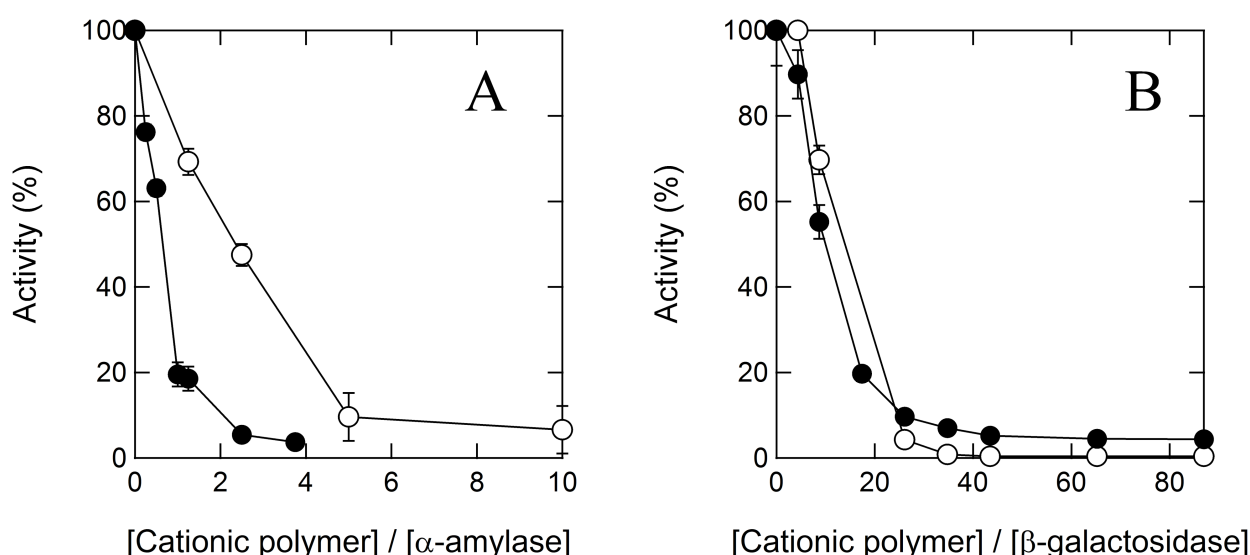 A
Activity (%)
100
80
60
40
20
0
0 2 4 6 8 10
[Cationic polymer] / [α-amylase]
B
Activity (%)
100
80
60
40
20
0
0 20 40 60 80
[Cationic polymer] / [β-galactosidase]